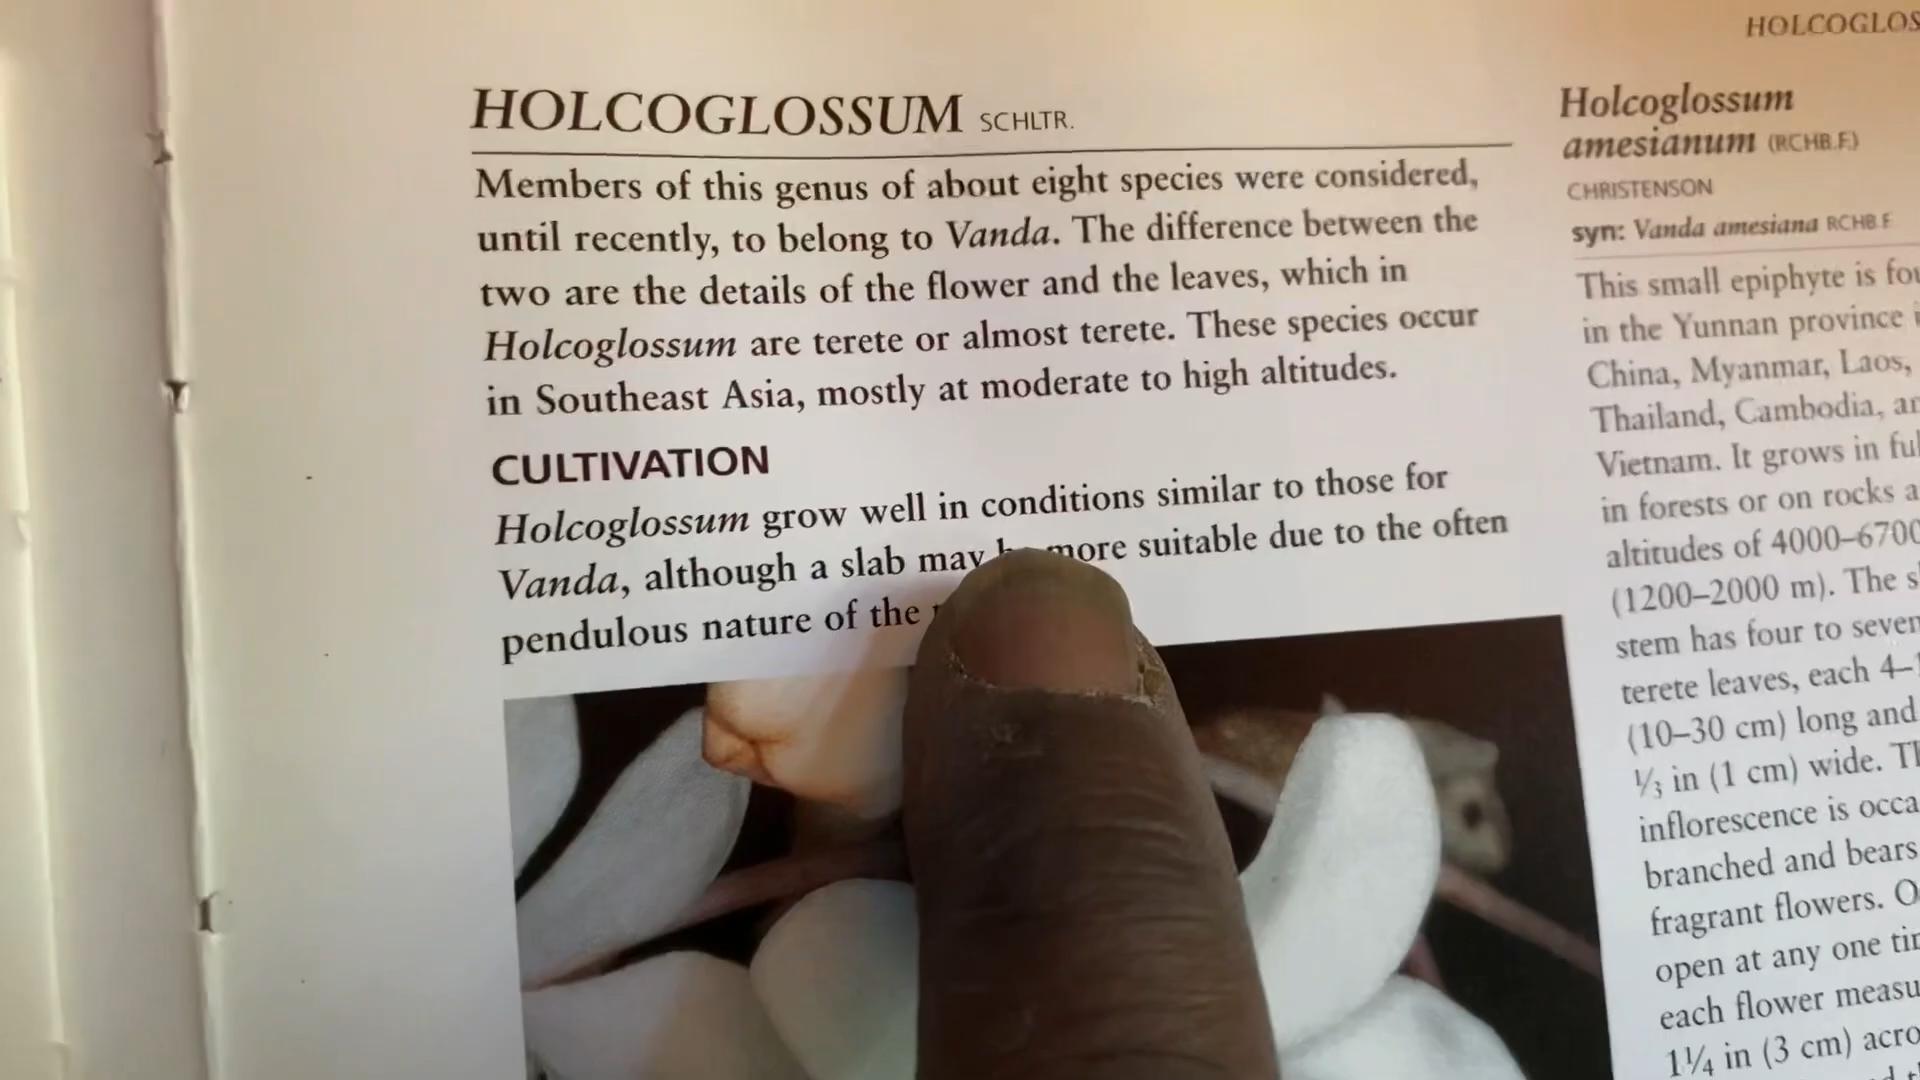 HOLCOGLOS
HOLCOGLOSSUM SCHLTR.
Members of this genus of about eight species were considered,
until recently, to belong to Vanda. The difference between the
two are the details of the flower and the leaves, which in
Holcoglossum are terete or almost terete. These species occur
in Southeast Asia, mostly at moderate to high altitudes.
CULTIVATION
Holcoglossum grow well in conditions similar to those for
Vanda, although a slab may more suitable due to the often
pendulous nature of the
Holcoglossum
amesianum (RCHB.F.)
CHRISTENSON
syn: Vanda amesiana RCHB F
This small epiphyte is fou
in the Yunnan province
China, Myanmar, Laos,
Thailand, Cambodia, an
Vietnam. It grows in ful
in forests or on rocks a
altitudes of 4000–6700
(1200–2000 m). The s
stem has four to seven
terete leaves, each 4–
(10–30 cm) long and
⅓ in (1 cm) wide. Th
inflorescence is occa
branched and bears
fragrant flowers. O
open at any one tim
each flower measu
1¼ in (3 cm) acro